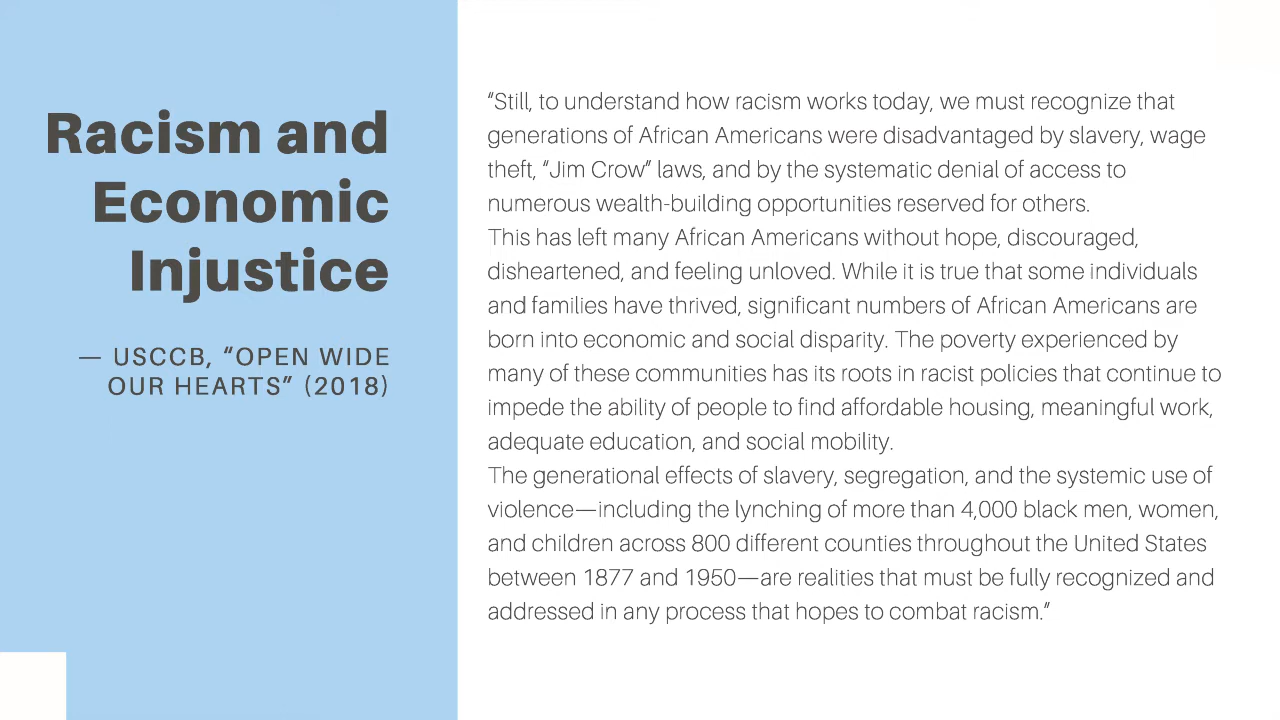 Racism and
Economic
Injustice
— USCCB, “OPEN WIDE
OUR HEARTS” (2018)
“Still, to understand how racism works today, we must recognize that
generations of African Americans were disadvantaged by slavery, wage
theft, “Jim Crow” laws, and by the systematic denial of access to
numerous wealth-building opportunities reserved for others.
This has left many African Americans without hope, discouraged,
disheartened, and feeling unloved. While it is true that some individuals
and families have thrived, significant numbers of African Americans are
born into economic and social disparity. The poverty experienced by
many of these communities has its roots in racist policies that continue to
impede the ability of people to find affordable housing, meaningful work,
adequate education, and social mobility.
The generational effects of slavery, segregation, and the systemic use of
violence—including the lynching of more than 4,000 black men, women,
and children across 800 different counties throughout the United States
between 1877 and 1950—are realities that must be fully recognized and
addressed in any process that hopes to combat racism.”